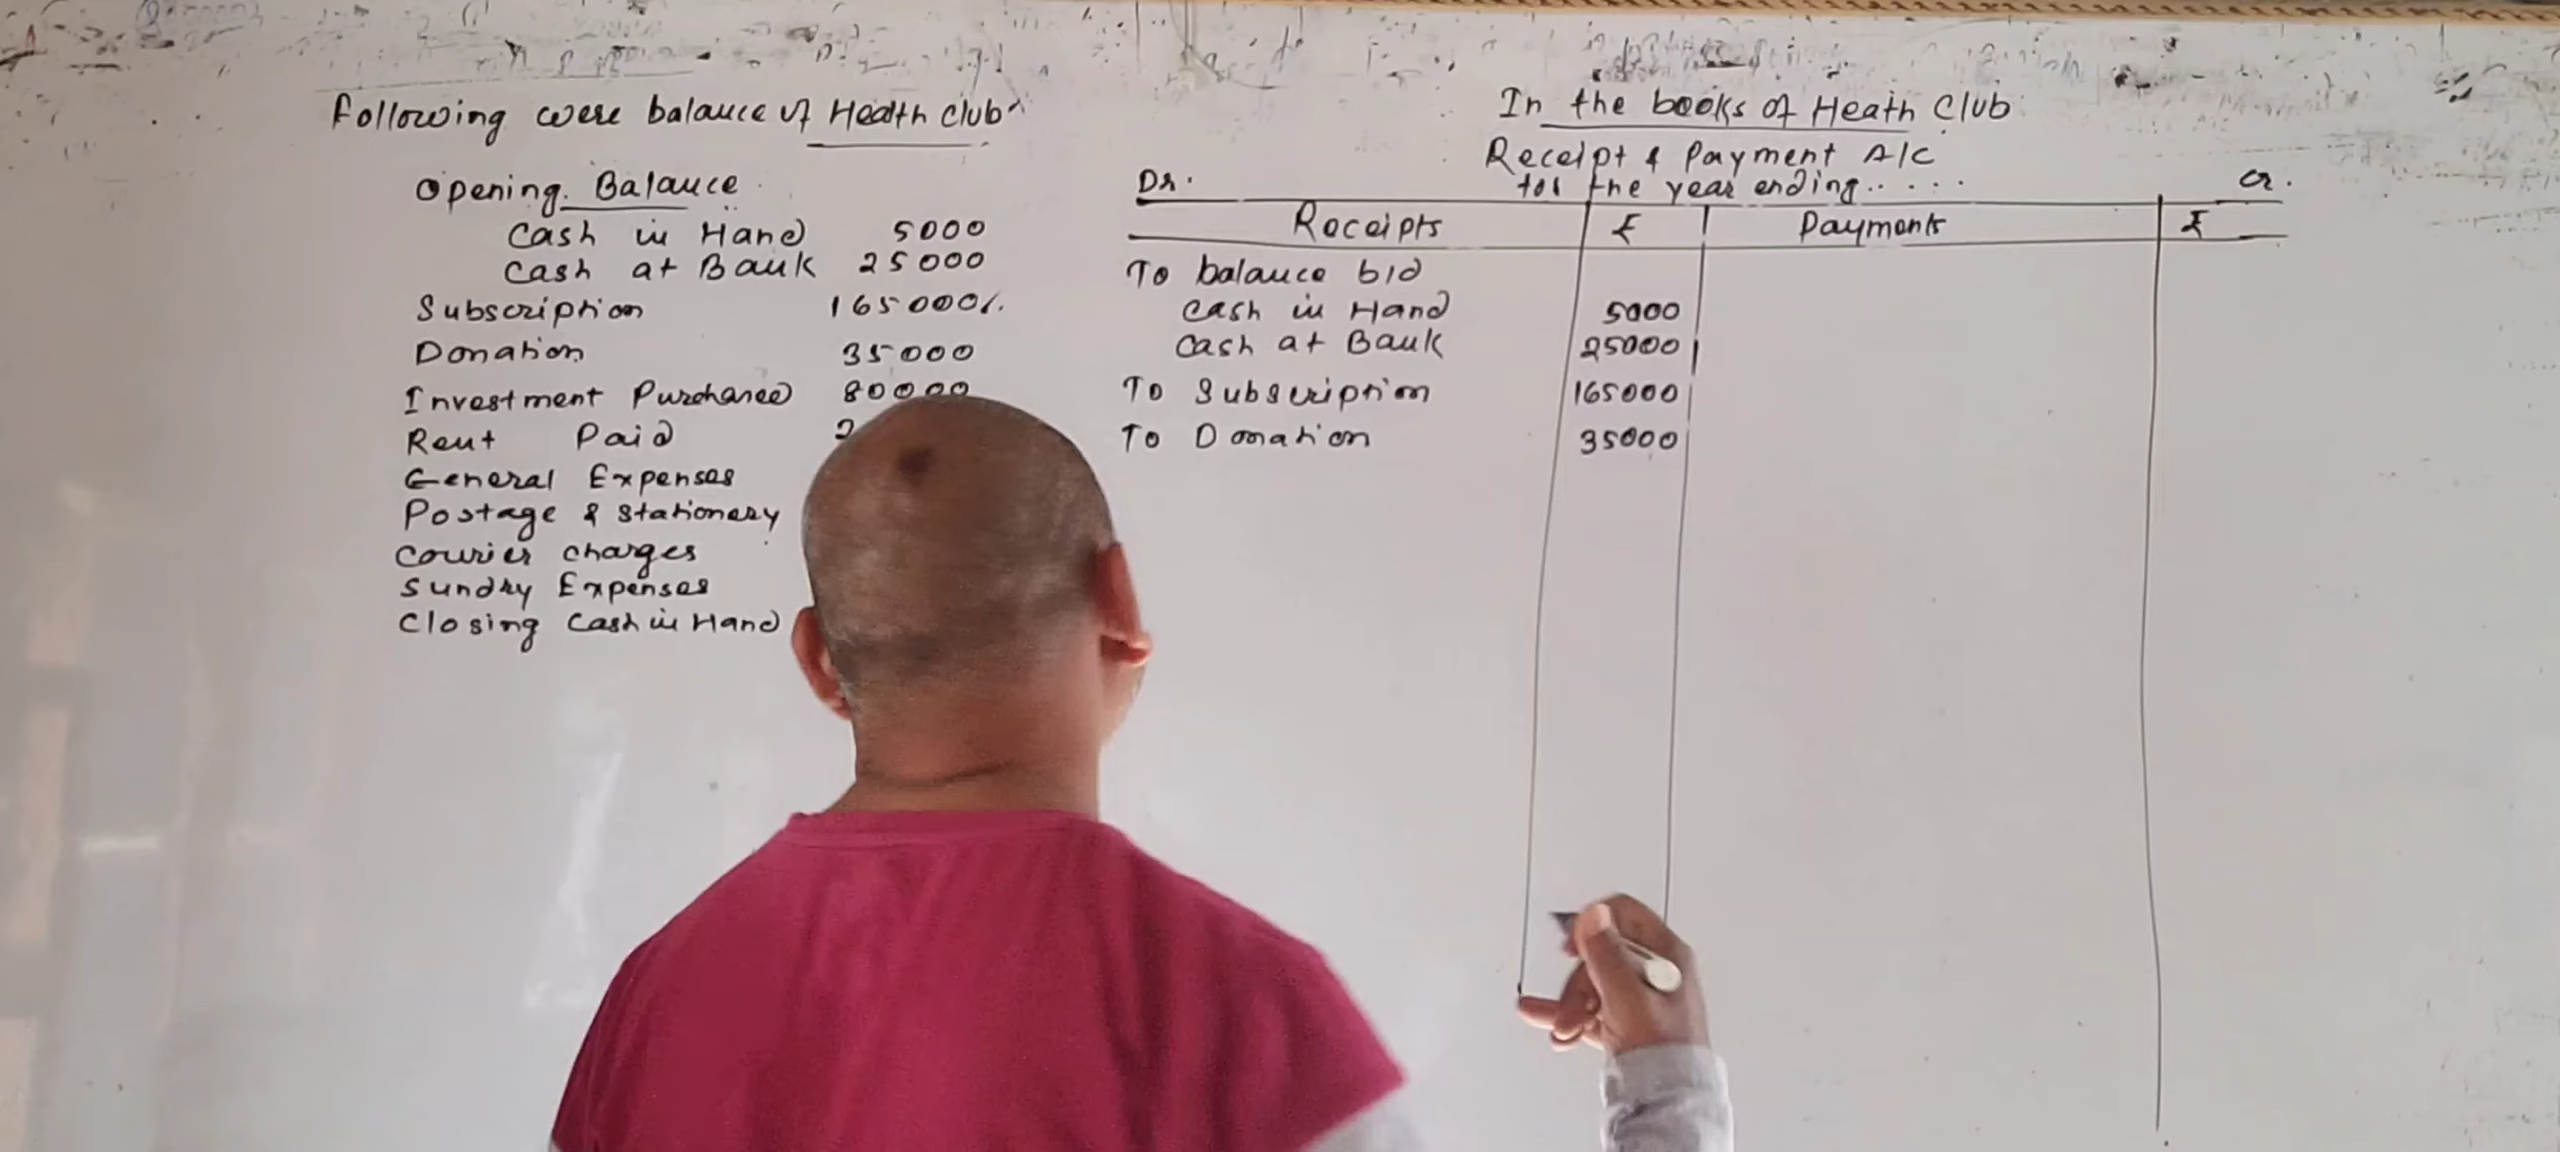 Following were balance of Health Club
Opening Balance
Cash in Hand 5000
Cash at Bank 25000
Subscription 165000
Donation 35000
Investment Purchased 80000
Rent Paid 2
General Expenses
Postage & Stationery
Courier charges
Sundry Expenses
Closing Cash in Hand
In the books of Heath Club
Receipt & Payment A/C
Dr. for the year ending..... Cr.
Receipts ₹ Payments ₹
To balance b/d
Cash in Hand 5000
Cash at Bank 25000
To Subscription 165000
To Donation 35000